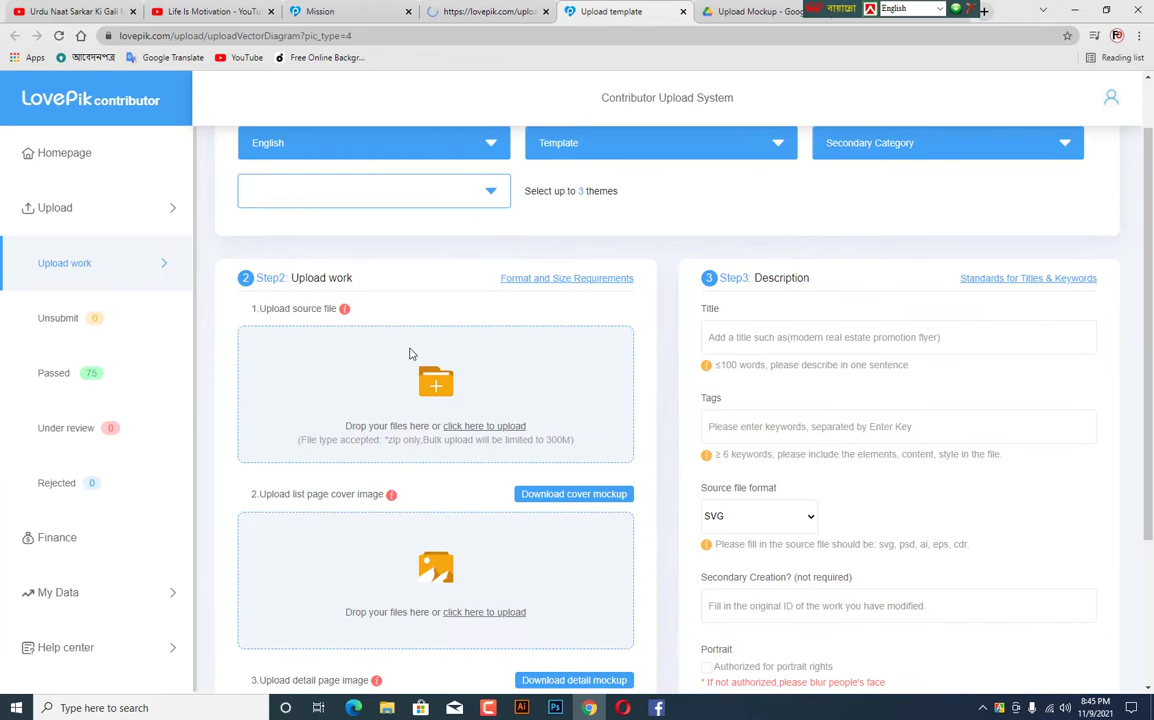 Urdu Naat Sarkar Ki Gali
Life Is Motivation - YouTu
Mission
https://lovepik.com/upload/
Upload template
Upload Mockup - Goo
বায়ান্নো
English
lovepik.com/upload/uploadVectorDiagram?pic_type=4
Apps
আবেদনপত্র
Google Translate
YouTube
Free Online Backgr...
Reading list
LovePik contributor
Contributor Upload System
English
Template
Secondary Category
Select up to 3 themes
Homepage
Upload
Upload work
Unsubmit 0
Passed 75
Under review 0
Rejected 0
Finance
My Data
Help center
2 Step2: Upload work
Format and Size Requirements
1.Upload source file
Drop your files here or click here to upload
(File type accepted: *zip only,Bulk upload will be limited to 300M)
2.Upload list page cover image
Download cover mockup
Drop your files here or click here to upload
3.Upload detail page image
Download detail mockup
3 Step3: Description
Standards for Titles & Keywords
Title
Add a title such as(modern real estate promotion flyer)
≤100 words, please describe in one sentence
Tags
Please enter keywords, separated by Enter Key
≥ 6 keywords, please include the elements, content, style in the file.
Source file format
SVG
Please fill in the source file should be: svg, psd, ai, eps, cdr.
Secondary Creation? (not required)
Fill in the original ID of the work you have modified.
Portrait
Authorized for portrait rights
* If not authorized,please blur people's face
Type here to search
8:45 PM
11/9/2021